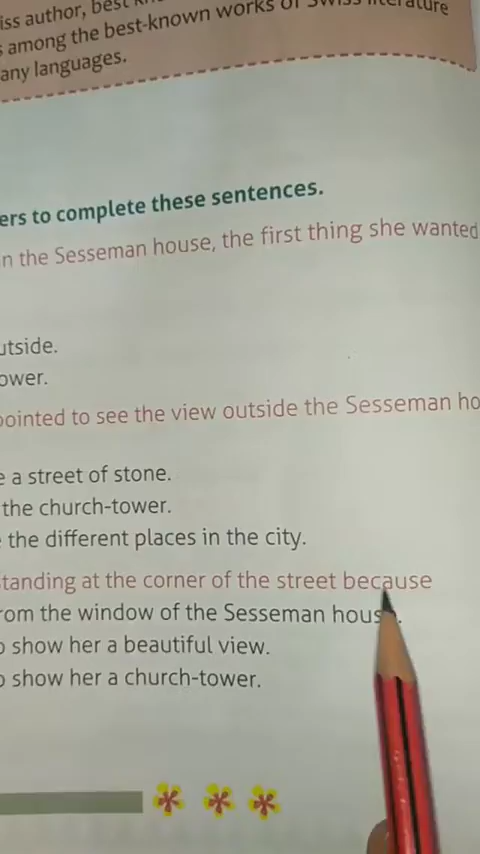 iss author, best
among the best-known works of Swiss literature
any languages.
ers to complete these sentences.
n the Sesseman house, the first thing she wanted
utside.
ower.
pointed to see the view outside the Sesseman ho
e a street of stone.
the church-tower.
the different places in the city.
tanding at the corner of the street because
rom the window of the Sesseman house.
o show her a beautiful view.
o show her a church-tower.